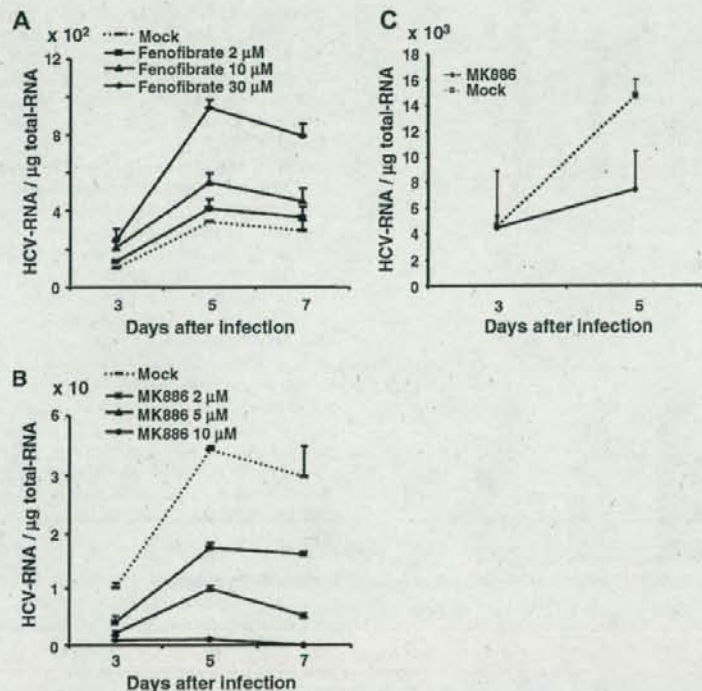 A
x 10²
Mock
Fenofibrate 2 µM
Fenofibrate 10 µM
Fenofibrate 30 µM
HCV-RNA / µg total-RNA
12
8
4
0
3
5
7
Days after infection
B
x 10
Mock
MK886 2 µM
MK886 5 µM
MK886 10 µM
HCV-RNA / µg total-RNA
6
3
2
1
0
3
5
7
Days after infection
C
x 10³
MK886
Mock
HCV-RNA / µg total-RNA
18
16
14
12
10
8
6
4
2
0
3
5
Days after infection